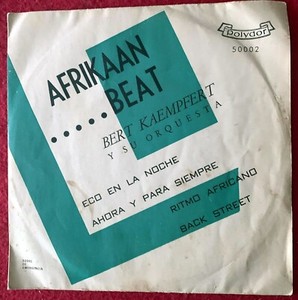 polydor
50002
AFRIKAAN
.....BEAT
BERT KAEMPFERT
Y SU ORQUESTA
ECO EN LA NOCHE
AHORA Y PARA SIEMPRE
RITMO AFRICANO
BACK STREET